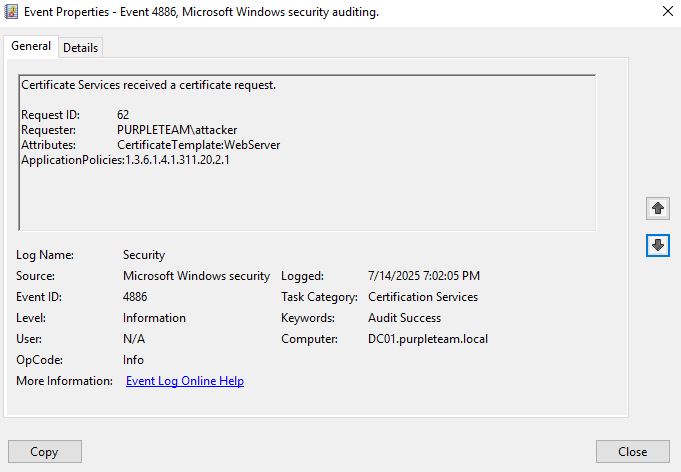 Event Properties - Event 4886, Microsoft Windows security auditing.
General Details
Certificate Services received a certificate request.
Request ID: 62
Requester: PURPLETEAM\attacker
Attributes: CertificateTemplate:WebServer
ApplicationPolicies:1.3.6.1.4.1.311.20.2.1
Log Name: Security
Source: Microsoft Windows security Logged: 7/14/2025 7:02:05 PM
Event ID: 4886 Task Category: Certification Services
Level: Information Keywords: Audit Success
User: N/A Computer: DC01.purpleteam.local
OpCode: Info
More Information: Event Log Online Help
Copy Close